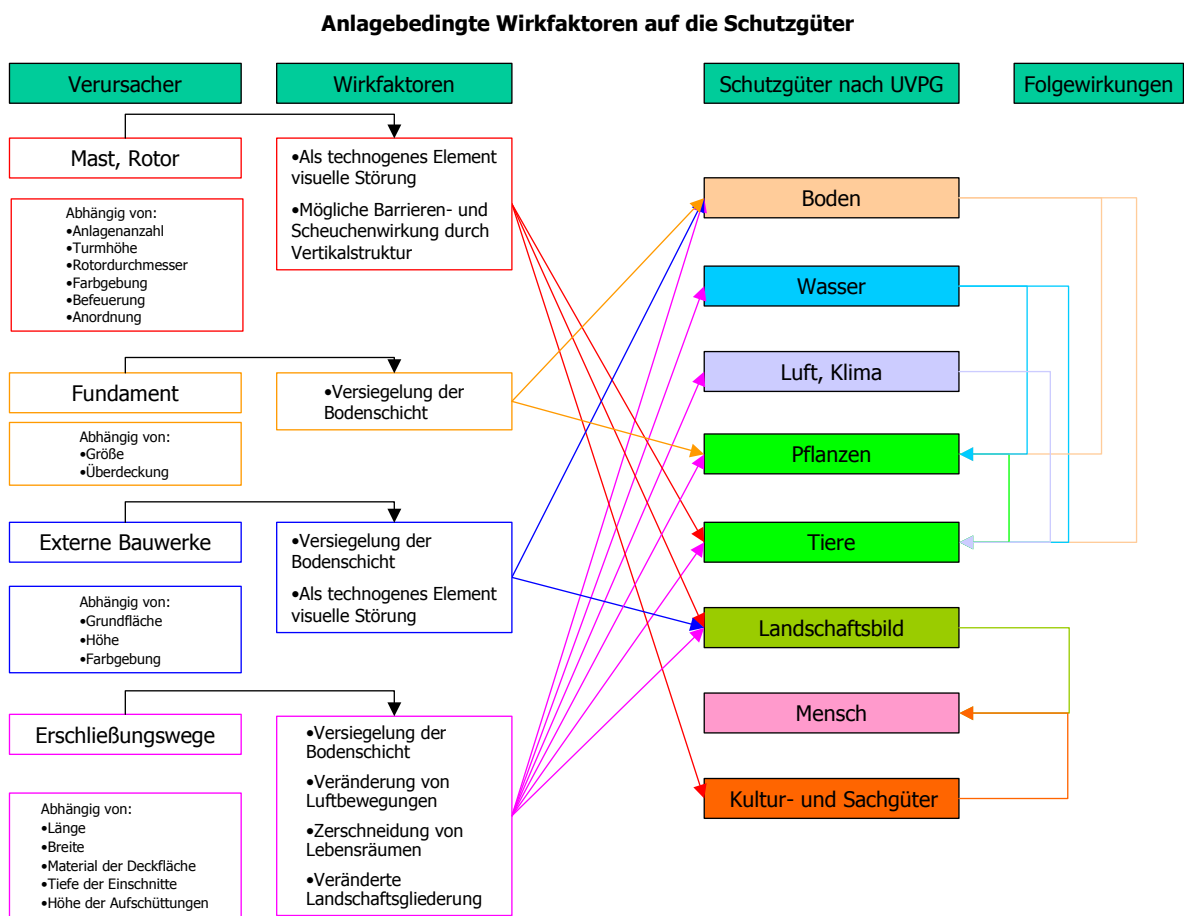 Anlagebedingte Wirkfaktoren auf die Schutzgüter
Verursacher
Wirkfaktoren
Schutzgüter nach UVPG
Folgewirkungen
Mast, Rotor
Abhängig von:
•Anlagenanzahl
•Turmhöhe
•Rotordurchmesser
•Farbgebung
•Befeuerung
•Anordnung
•Als technogenes Element
visuelle Störung
•Mögliche Barrieren- und
Scheuchenwirkung durch
Vertikalstruktur
Fundament
Abhängig von:
•Größe
•Überdeckung
•Versiegelung der
Bodenschicht
Externe Bauwerke
Abhängig von:
•Grundfläche
•Höhe
•Farbgebung
•Versiegelung der
Bodenschicht
•Als technogenes Element
visuelle Störung
Erschließungswege
Abhängig von:
•Länge
•Breite
•Material der Deckfläche
•Tiefe der Einschnitte
•Höhe der Aufschüttungen
•Versiegelung der
Bodenschicht
•Veränderung von
Luftbewegungen
•Zerschneidung von
Lebensräumen
•Veränderte
Landschaftsgliederung
Boden
Wasser
Luft, Klima
Pflanzen
Tiere
Landschaftsbild
Mensch
Kultur- und Sachgüter